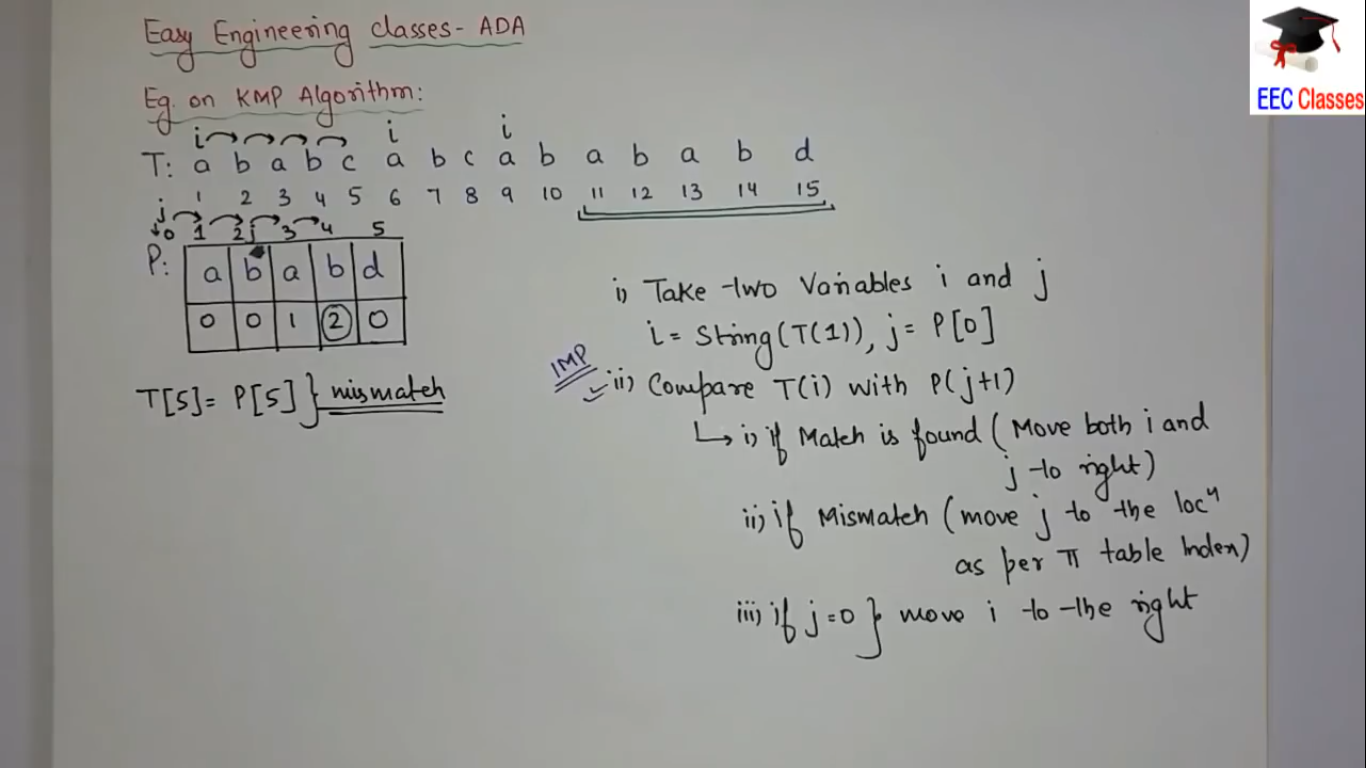 Easy Engineering classes - ADA
EEC Classes
Eg. on KMP Algorithm:
i i i
T: a b a b c a b c a b a b a b d
1 2 3 4 5 6 7 8 9 10 11 12 13 14 15
j
0 1 2 j 3 4 5
P: a b a b d
0 0 1 2 0
T[5] = P[5] } mismatch
i) Take two Variables i and j
i = String(T(1)), j = P[0]
IMP
ii) Compare T(i) with P(j+1)
i) if Match is found (Move both i and
j to right)
ii) if Mismatch (move j to the locn
as per π table Index)
iii) if j=0 } move i to the right